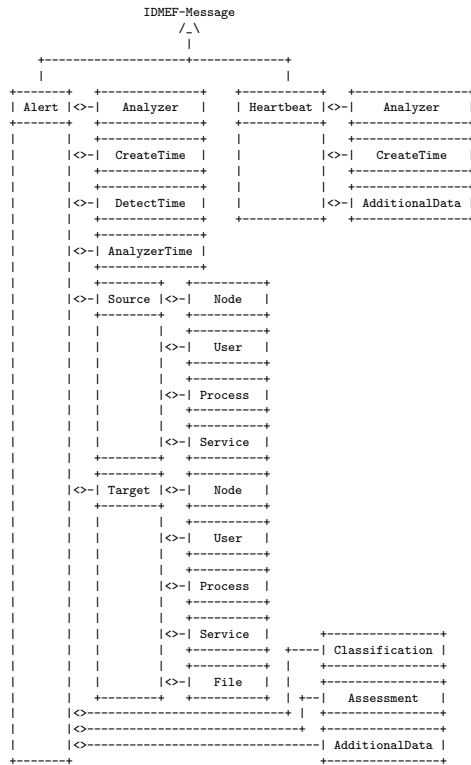 IDMEF-Message
Alert Analyzer Heartbeat Analyzer
CreateTime CreateTime
DetectTime AdditionalData
AnalyzerTime
Source Node
User
Process
Service
Target Node
User
Process
Service
Classification
File
Assessment
AdditionalData